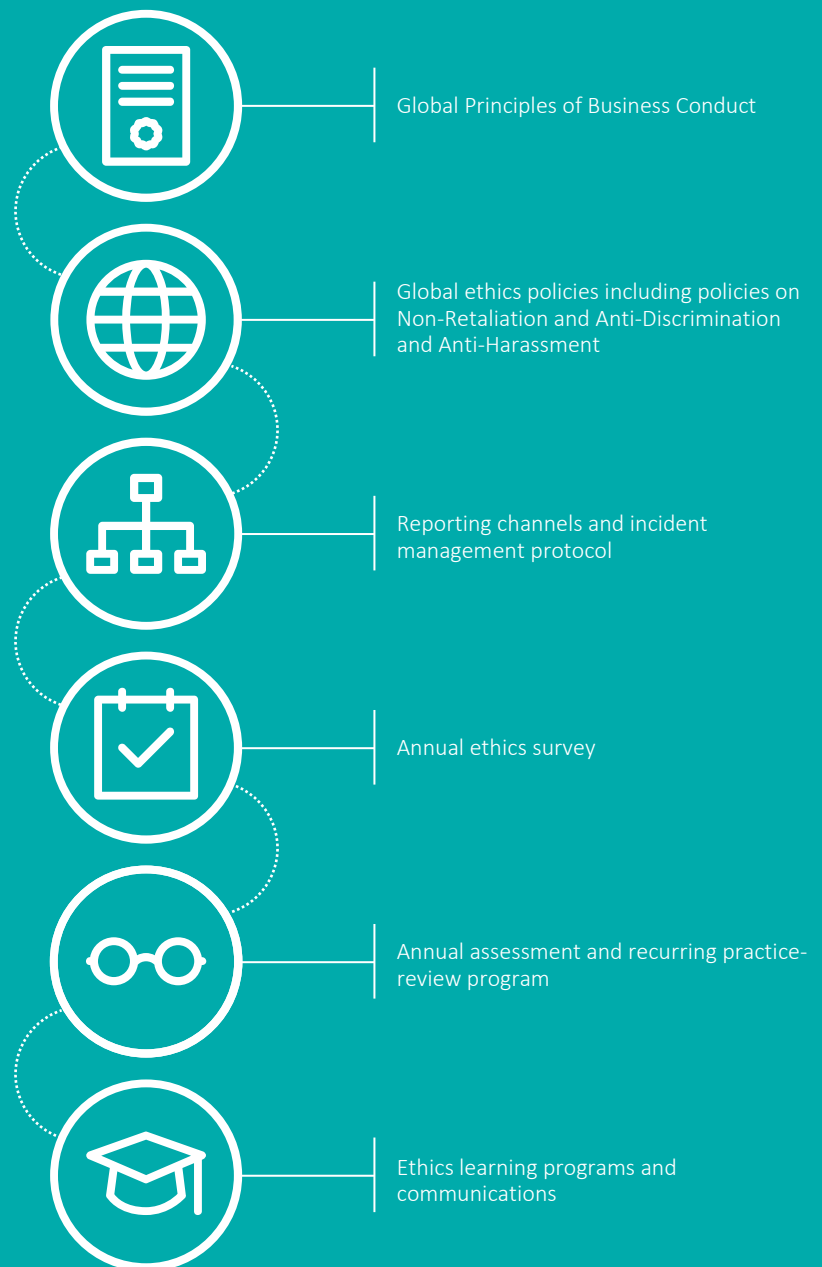 Global Principles of Business Conduct
Global ethics policies including policies on
Non-Retaliation and Anti-Discrimination
and Anti-Harassment
Reporting channels and incident
management protocol
Annual ethics survey
Annual assessment and recurring practice-
review program
Ethics learning programs and
communications